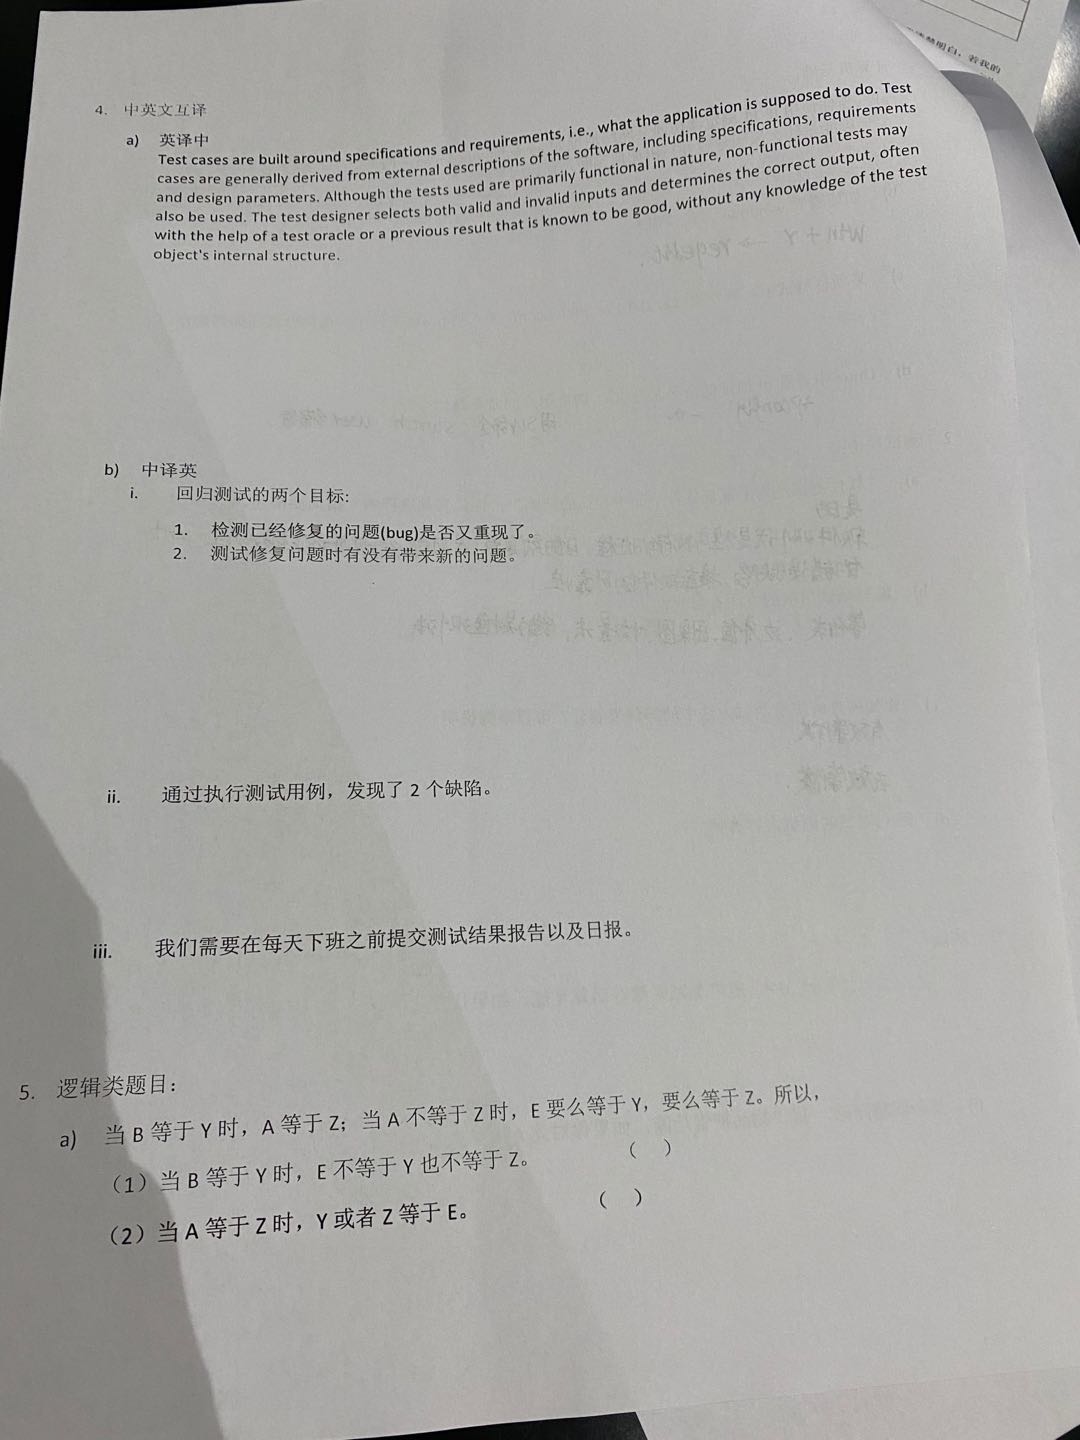 4. 中英文互译
a) 英译中
Test cases are built around specifications and requirements, i.e., what the application is supposed to do. Test
cases are generally derived from external descriptions of the software, including specifications, requirements
and design parameters. Although the tests used are primarily functional in nature, non-functional tests may
also be used. The test designer selects both valid and invalid inputs and determines the correct output, often
with the help of a test oracle or a previous result that is known to be good, without any knowledge of the test
object's internal structure.
b) 中译英
i. 回归测试的两个目标:
1. 检测已经修复的问题(bug)是否又重现了。
2. 测试修复问题时有没有带来新的问题。
ii. 通过执行测试用例，发现了 2 个缺陷。
iii. 我们需要在每天下班之前提交测试结果报告以及日报。
5. 逻辑类题目：
a) 当 B 等于 Y 时，A 等于 Z；当 A 不等于 Z 时，E 要么等于 Y，要么等于 Z。所以，
（1）当 B 等于 Y 时，E 不等于 Y 也不等于 Z。 （ ）
（2）当 A 等于 Z 时，Y 或者 Z 等于 E。 （ ）
明白，若我的